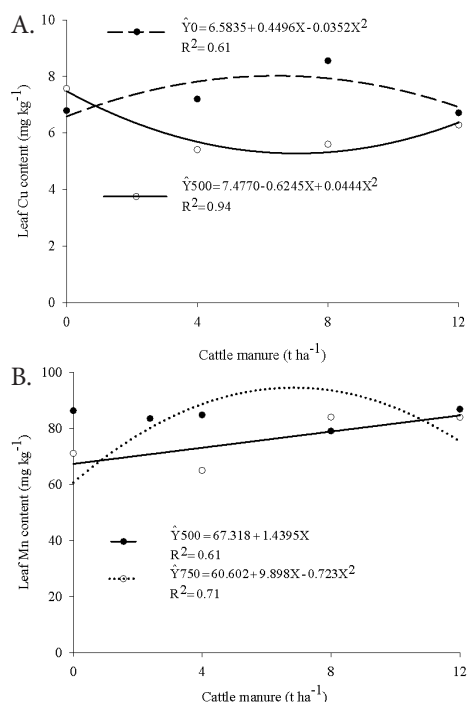 A.
Ŷ0=6.5835+0.4496X-0.0352X²
R²=0.61
Ŷ500=7.4770-0.6245X+0.0444X²
R²=0.94
Leaf Cu content (mg kg⁻¹)
10
8
6
4
2
0
0 4 8 12
Cattle manure (t ha⁻¹)
B.
Ŷ500=67.318+1.4395X
R²=0.61
Ŷ750=60.602+9.898X-0.723X²
R²=0.71
Leaf Mn content (mg kg⁻¹)
100
80
60
40
20
0
0 4 8 12
Cattle manure (t ha⁻¹)